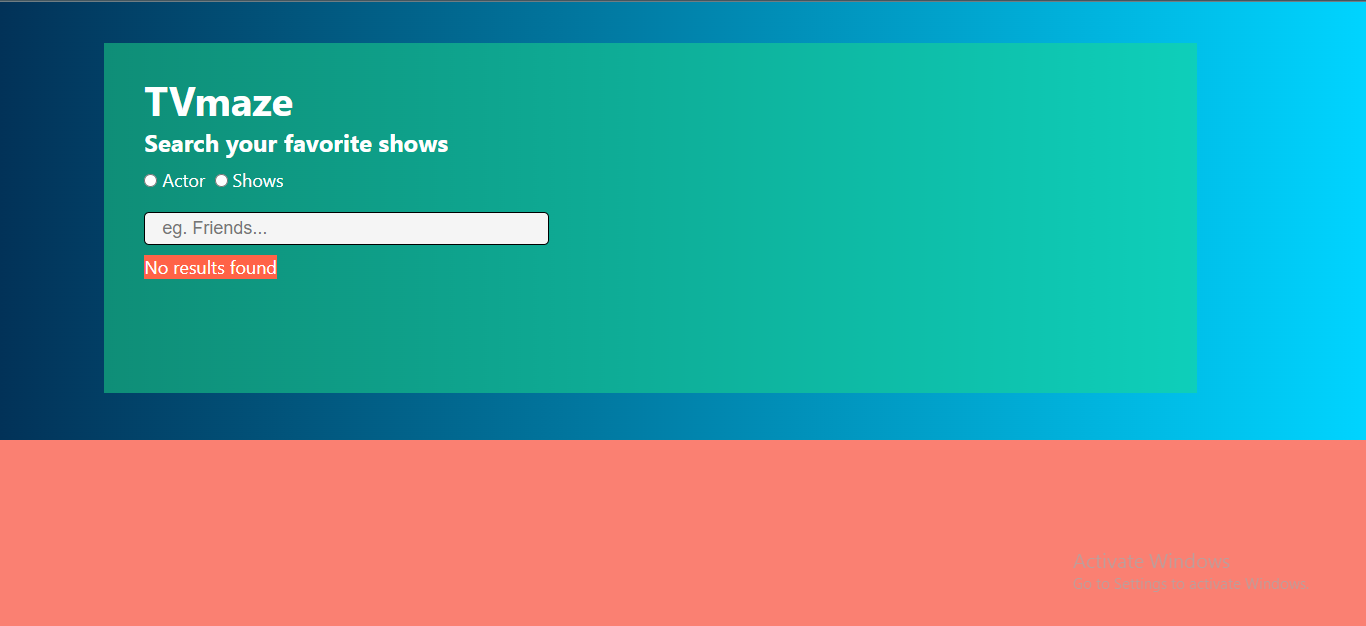 TVmaze
Search your favorite shows
Actor Shows
eg. Friends...
No results found
Activate Windows
Go to Settings to activate Windows.